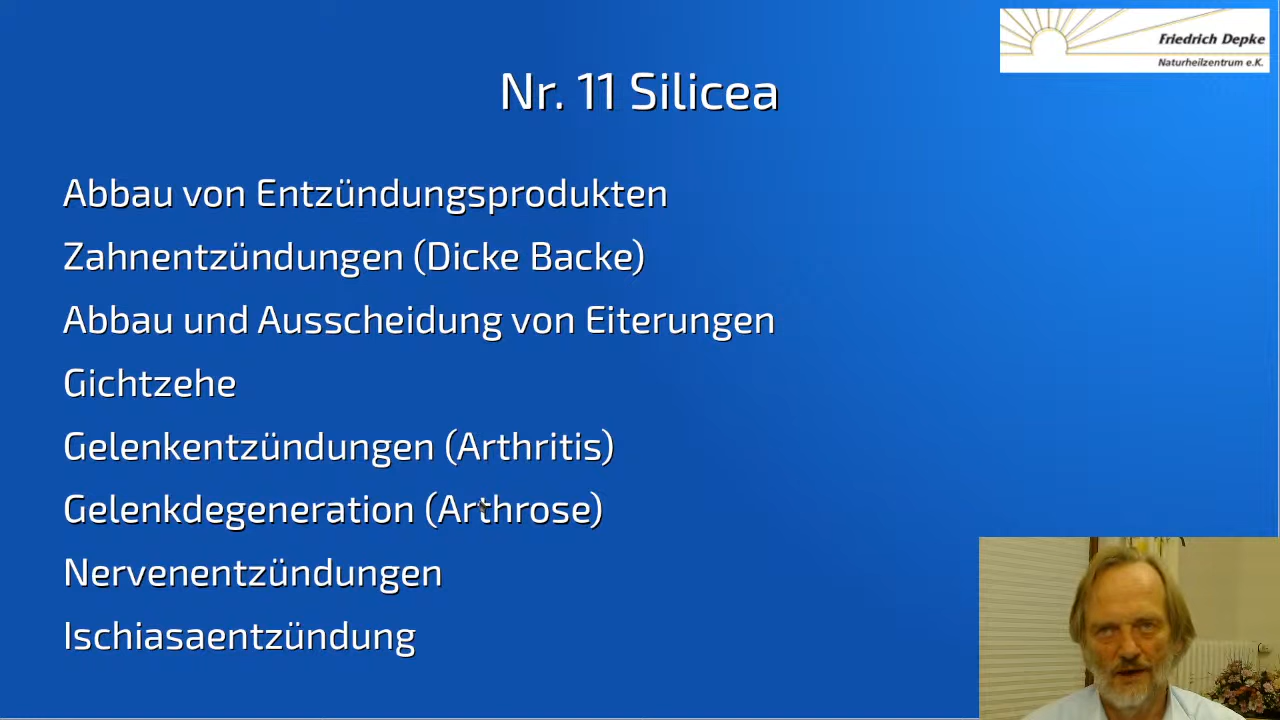 Friedrich Depke
Naturheilzentrum e.K.
Nr. 11 Silicea
Abbau von Entzündungsprodukten
Zahnentzündungen (Dicke Backe)
Abbau und Ausscheidung von Eiterungen
Gichtzehe
Gelenkentzündungen (Arthritis)
Gelenkdegeneration (Arthrose)
Nervenentzündungen
Ischiasaentzündung